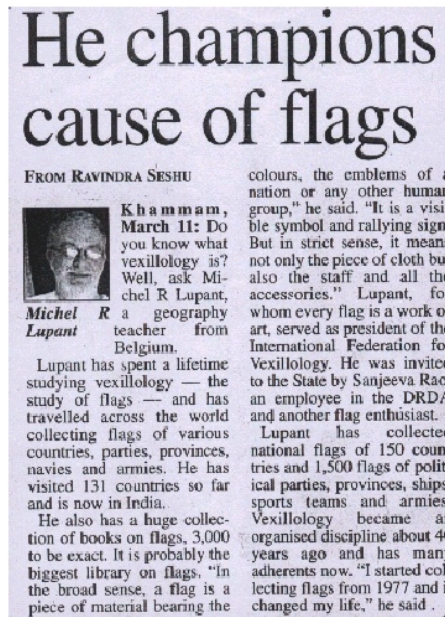 He champions
cause of flags
FROM RAVINDRA SESHU
Khammam,
March 11: Do
you know what
vexillology is?
Well, ask Mi-
chel R Lupant,
a geography
teacher from
Belgium.
Michel R
Lupant
Lupant has spent a lifetime
studying vexillology — the
study of flags — and has
travelled across the world
collecting flags of various
countries, parties, provinces,
navies and armies. He has
visited 131 countries so far
and is now in India.
He also has a huge collec-
tion of books on flags, 3,000
to be exact. It is probably the
biggest library on flags. "In
the broad sense, a flag is a
piece of material bearing the
colours, the emblems of a
nation or any other human
group," he said. "It is a visi-
ble symbol and rallying sign.
But in strict sense, it means
not only the piece of cloth but
also the staff and all the
accessories." Lupant, for
whom every flag is a work of
art, served as president of the
International Federation for
Vexillology. He was invited
to the State by Sanjeeva Rao,
an employee in the DRDA
and another flag enthusiast.
Lupant has collected
national flags of 150 coun-
tries and 1,500 flags of polit-
ical parties, provinces, ships,
sports teams and armies.
Vexillology became an
organised discipline about 40
years ago and has many
adherents now. "I started col-
lecting flags from 1977 and it
changed my life," he said.